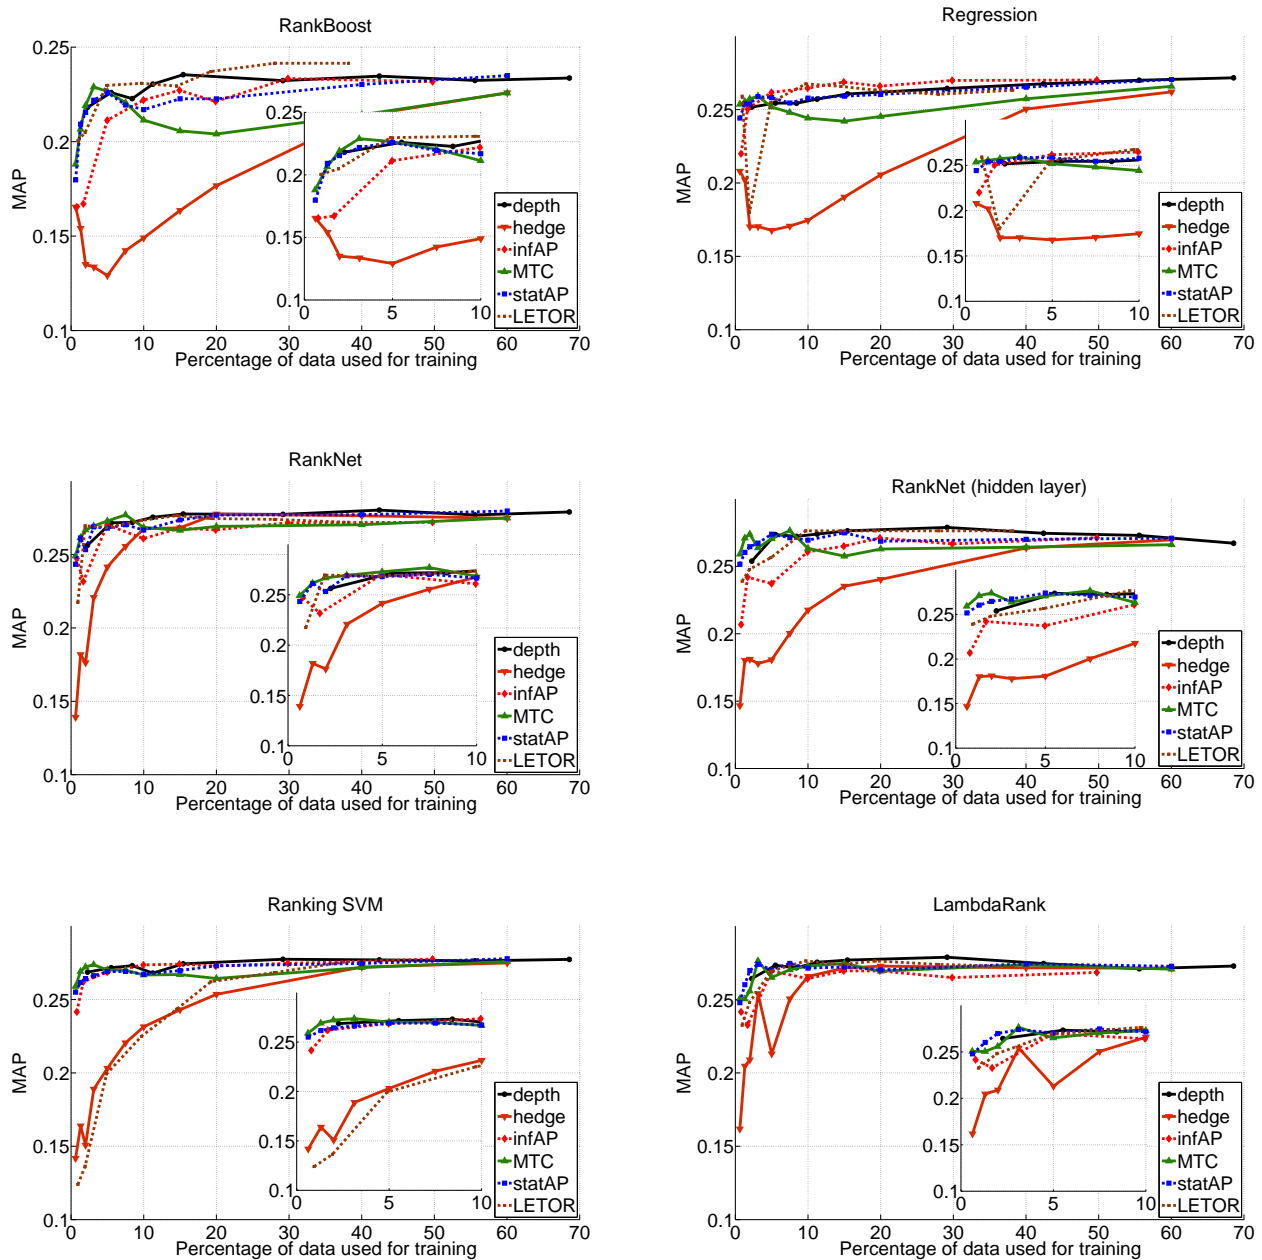 RankBoost
0.25
0.2
0.15
0.1
MAP
0 10 20 30 40 50 60 70
Percentage of data used for training
0.25
0.2
0.15
0.1
0 5 10
depth
hedge
infAP
MTC
statAP
LETOR
Regression
0.25
0.2
0.15
0.1
MAP
0 10 20 30 40 50 60 70
Percentage of data used for training
0.25
0.2
0.15
0.1
0 5 10
depth
hedge
infAP
MTC
statAP
LETOR
RankNet
0.25
0.2
0.15
0.1
MAP
0 10 20 30 40 50 60 70
Percentage of data used for training
0.25
0.2
0.15
0.1
0 5 10
depth
hedge
infAP
MTC
statAP
LETOR
RankNet (hidden layer)
0.25
0.2
0.15
0.1
MAP
0 10 20 30 40 50 60 70
Percentage of data used for training
0.25
0.2
0.15
0.1
0 5 10
depth
hedge
infAP
MTC
statAP
LETOR
Ranking SVM
0.25
0.2
0.15
0.1
MAP
0 10 20 30 40 50 60 70
Percentage of data used for training
0.25
0.2
0.15
0.1
0 5 10
depth
hedge
infAP
MTC
statAP
LETOR
LambdaRank
0.25
0.2
0.15
0.1
MAP
0 10 20 30 40 50 60 70
Percentage of data used for training
0.25
0.2
0.15
0.1
0 5 10
depth
hedge
infAP
MTC
statAP
LETOR